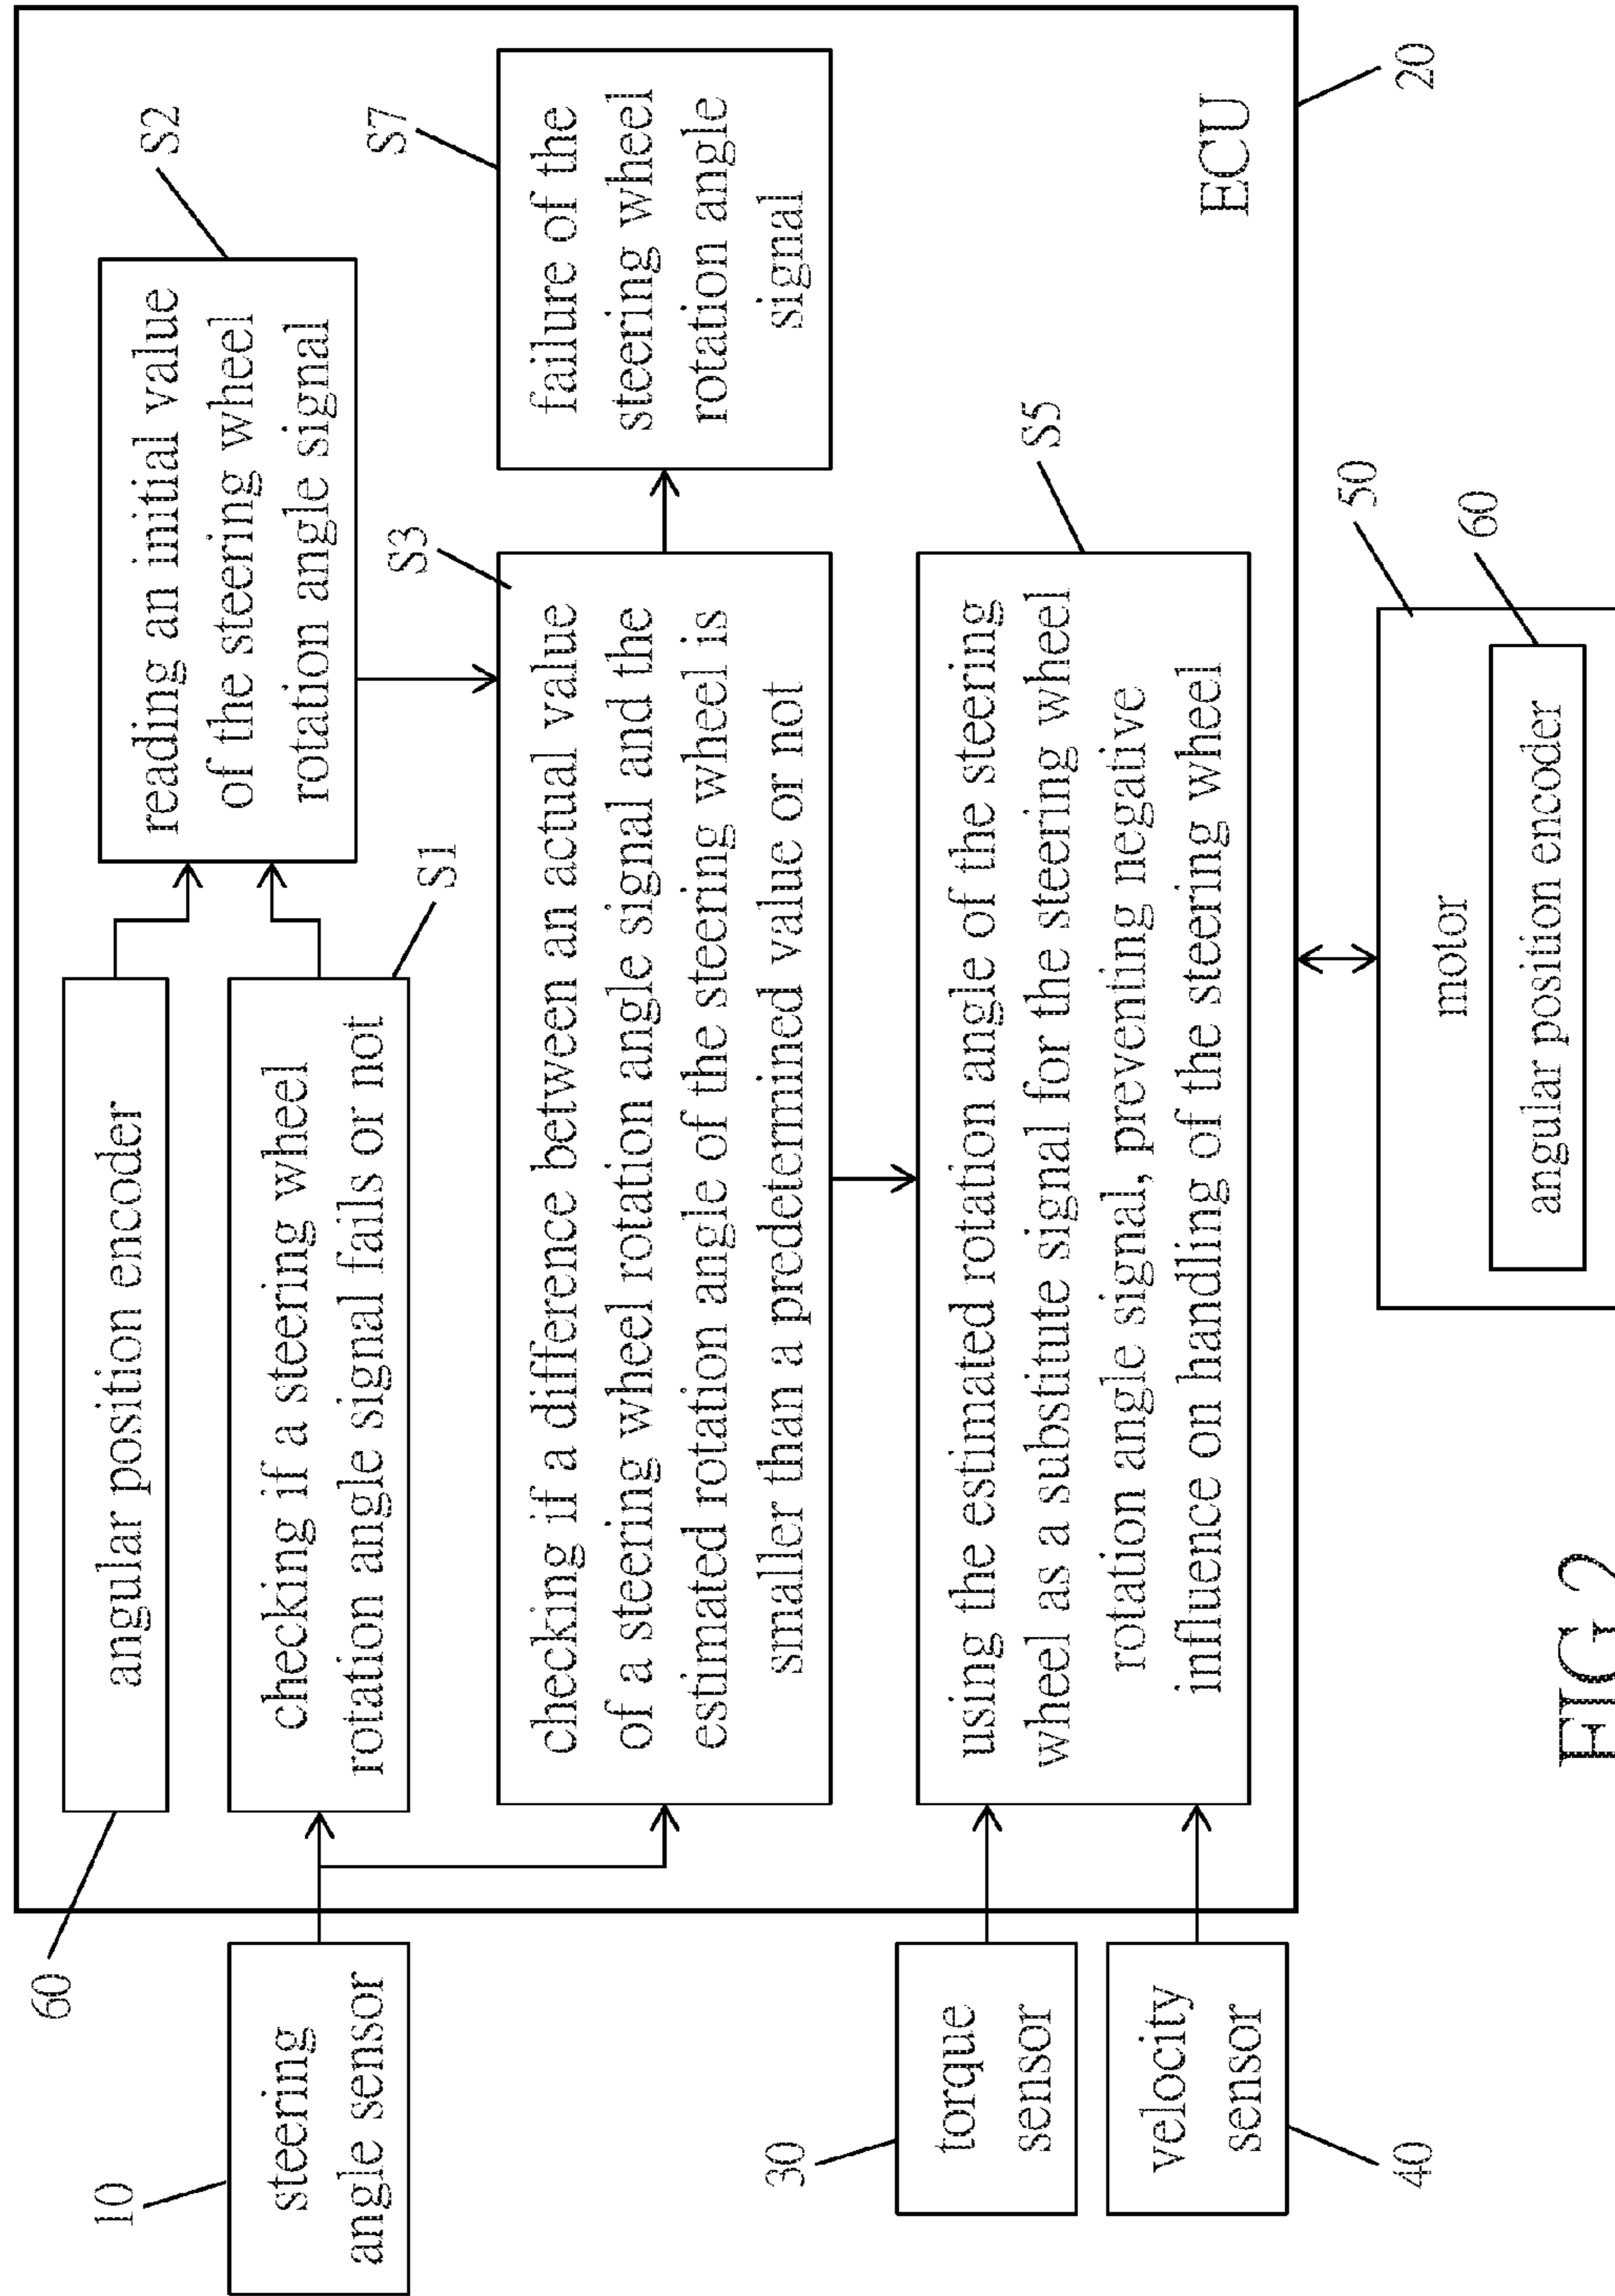 60
angular position encoder
S2
reading an initial value
of the steering wheel
rotation angle signal
10
steering
angle sensor
checking if a steering wheel
rotation angle signal fails or not
S1
S3
checking if a difference between an actual value
of a steering wheel rotation angle signal and the
estimated rotation angle of the steering wheel is
smaller than a predetermined value or not
S7
failure of the
steering wheel
rotation angle
signal
30
torque
sensor
velocity
sensor
40
using the estimated rotation angle of the steering
wheel as a substitute signal for the steering wheel
rotation angle signal, preventing negative
influence on handling of the steering wheel
S5
ECU
20
50
motor
60
angular position encoder
FIG 2